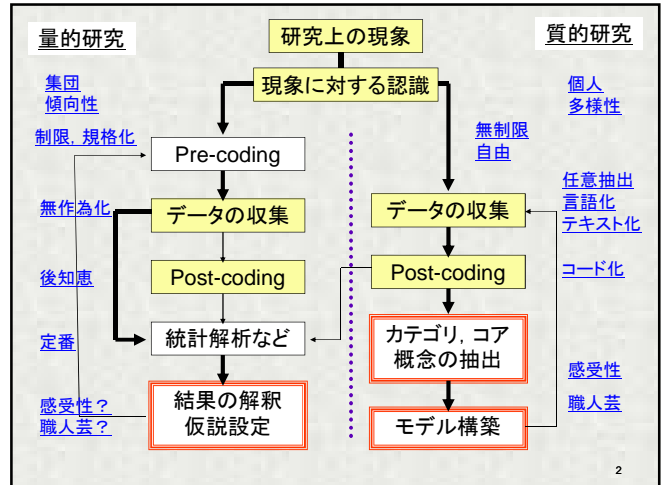 量的研究
研究上の現象
質的研究
現象に対する認識
集団
傾向性
個人
多様性
制限，規格化
Pre-coding
無制限
自由
無作為化
データの収集
データの収集
任意抽出
言語化
テキスト化
後知恵
Post-coding
Post-coding
コード化
定番
統計解析など
カテゴリ，コア
概念の抽出
感受性
職人芸
感受性？
職人芸？
結果の解釈
仮説設定
モデル構築
2